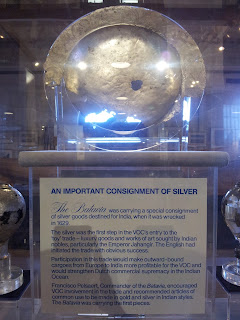 AN IMPORTANT CONSIGNMENT OF SILVER
The Batavia was carrying a special consignment
of silver goods destined for India, when it was wrecked
in 1629.
The silver was the first step in the VOC's entry to the
'toy' trade - luxury goods and works of art sought by Indian
nobles, particularly the Emperor Jahangir. The English had
initiated the trade with obvious success.
Participation in the trade would make outward-bound
cargoes from Europe to India more profitable for the VOC and
would strengthen Dutch commercial supremacy in the Indian
Ocean.
Francisco Pelsaert, Commander of the Batavia, encouraged
VOC involvement in the trade and recommended articles of
common use to be made in gold and silver in Indian styles.
The Batavia was carrying the first pieces.